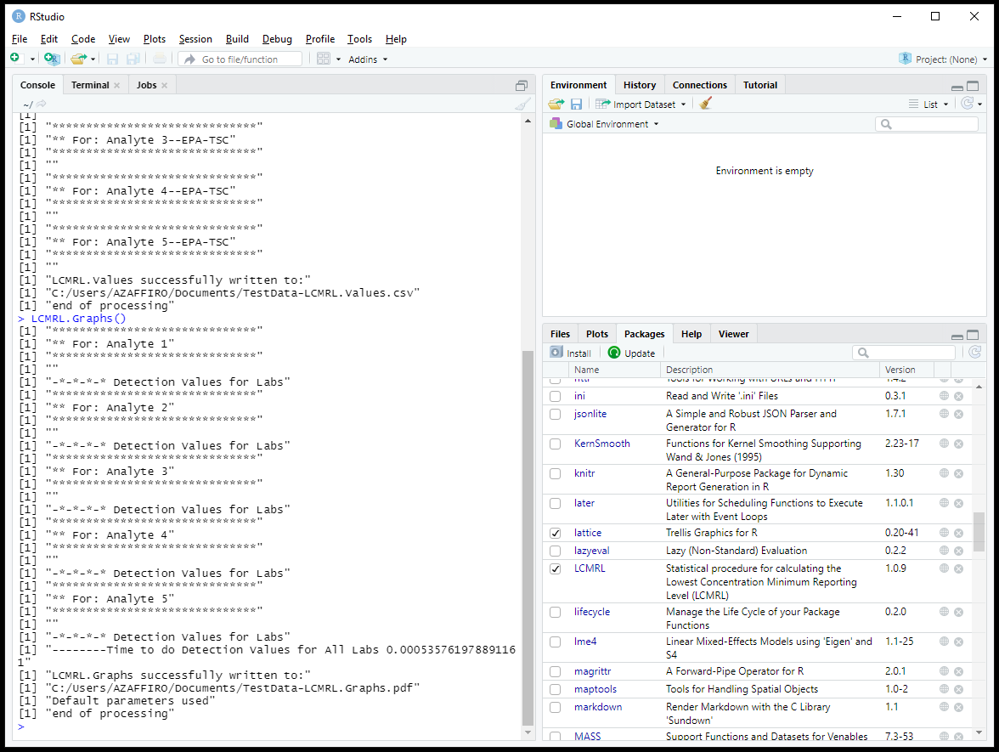 RStudio
File Edit Code View Plots Session Build Debug Profile Tools Help
Go to file/function Addins Project: (None)
Console Terminal Jobs
~/
[1]
[1] "******************************"
[1] "** For: Analyte 3--EPA-TSC"
[1] "******************************"
[1] ""
[1] "******************************"
[1] "** For: Analyte 4--EPA-TSC"
[1] "******************************"
[1] ""
[1] "******************************"
[1] "** For: Analyte 5--EPA-TSC"
[1] "******************************"
[1] ""
[1] "LCMRL.Values successfully written to:"
[1] "C:/Users/AZAFFIRO/Documents/TestData-LCMRL.Values.csv"
[1] "end of processing"
> LCMRL.Graphs()
[1] "******************************"
[1] "** For: Analyte 1"
[1] "******************************"
[1] ""
[1] "-*-*-*-* Detection Values for Labs"
[1] "******************************"
[1] "** For: Analyte 2"
[1] "******************************"
[1] ""
[1] "-*-*-*-* Detection Values for Labs"
[1] "******************************"
[1] "** For: Analyte 3"
[1] "******************************"
[1] ""
[1] "-*-*-*-* Detection Values for Labs"
[1] "******************************"
[1] "** For: Analyte 4"
[1] "******************************"
[1] ""
[1] "-*-*-*-* Detection Values for Labs"
[1] "******************************"
[1] "** For: Analyte 5"
[1] "******************************"
[1] ""
[1] "-*-*-*-* Detection Values for Labs"
[1] "--------Time to do Detection Values for All Labs 0.00053576197889116
1"
[1] "LCMRL.Graphs successfully written to:"
[1] "C:/Users/AZAFFIRO/Documents/TestData-LCMRL.Graphs.pdf"
[1] "Default parameters used"
[1] "end of processing"
>
Environment History Connections Tutorial
Import Dataset List
Global Environment
Environment is empty
Files Plots Packages Help Viewer
Install Update
Name Description Version
httr Tools for Working with URLs and HTTP 1.4.2
ini Read and Write '.ini' Files 0.3.1
jsonlite A Simple and Robust JSON Parser and 1.7.1
Generator for R
KernSmooth Functions for Kernel Smoothing Supporting 2.23-17
Wand & Jones (1995)
knitr A General-Purpose Package for Dynamic 1.30
Report Generation in R
later Utilities for Scheduling Functions to Execute 1.1.0.1
Later with Event Loops
lattice Trellis Graphics for R 0.20-41
lazyeval Lazy (Non-Standard) Evaluation 0.2.2
LCMRL Statistical procedure for calculating the 1.0.9
Lowest Concentration Minimum Reporting
Level (LCMRL)
lifecycle Manage the Life Cycle of your Package 0.2.0
Functions
lme4 Linear Mixed-Effects Models using 'Eigen' and 1.1-25
S4
magrittr A Forward-Pipe Operator for R 2.0.1
maptools Tools for Handling Spatial Objects 1.0-2
markdown Render Markdown with the C Library 1.1
'Sundown'
MASS Support Functions and Datasets for Venables 7.3-53